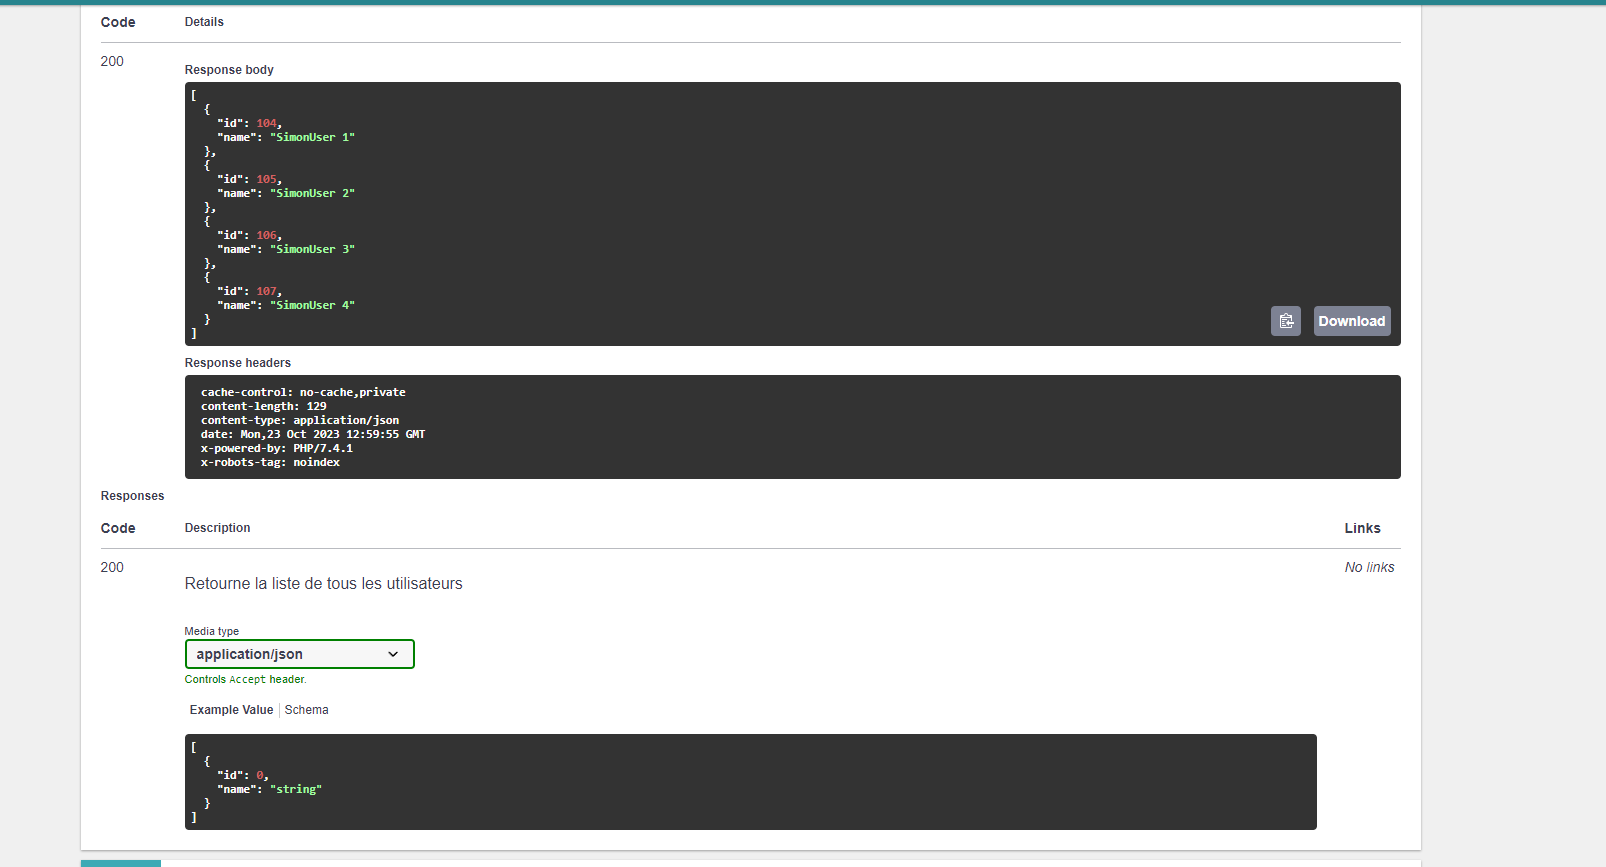 Code Details
200
Response body
[
  {
    "id": 104,
    "name": "SimonUser 1"
  },
  {
    "id": 105,
    "name": "SimonUser 2"
  },
  {
    "id": 106,
    "name": "SimonUser 3"
  },
  {
    "id": 107,
    "name": "SimonUser 4"
  }
]
Download
Response headers
cache-control: no-cache,private
content-length: 129
content-type: application/json
date: Mon,23 Oct 2023 12:59:55 GMT
x-powered-by: PHP/7.4.1
x-robots-tag: noindex
Responses
Code Description Links
200 No links
Retourne la liste de tous les utilisateurs
Media type
application/json
Controls Accept header.
Example Value Schema
[
  {
    "id": 0,
    "name": "string"
  }
]